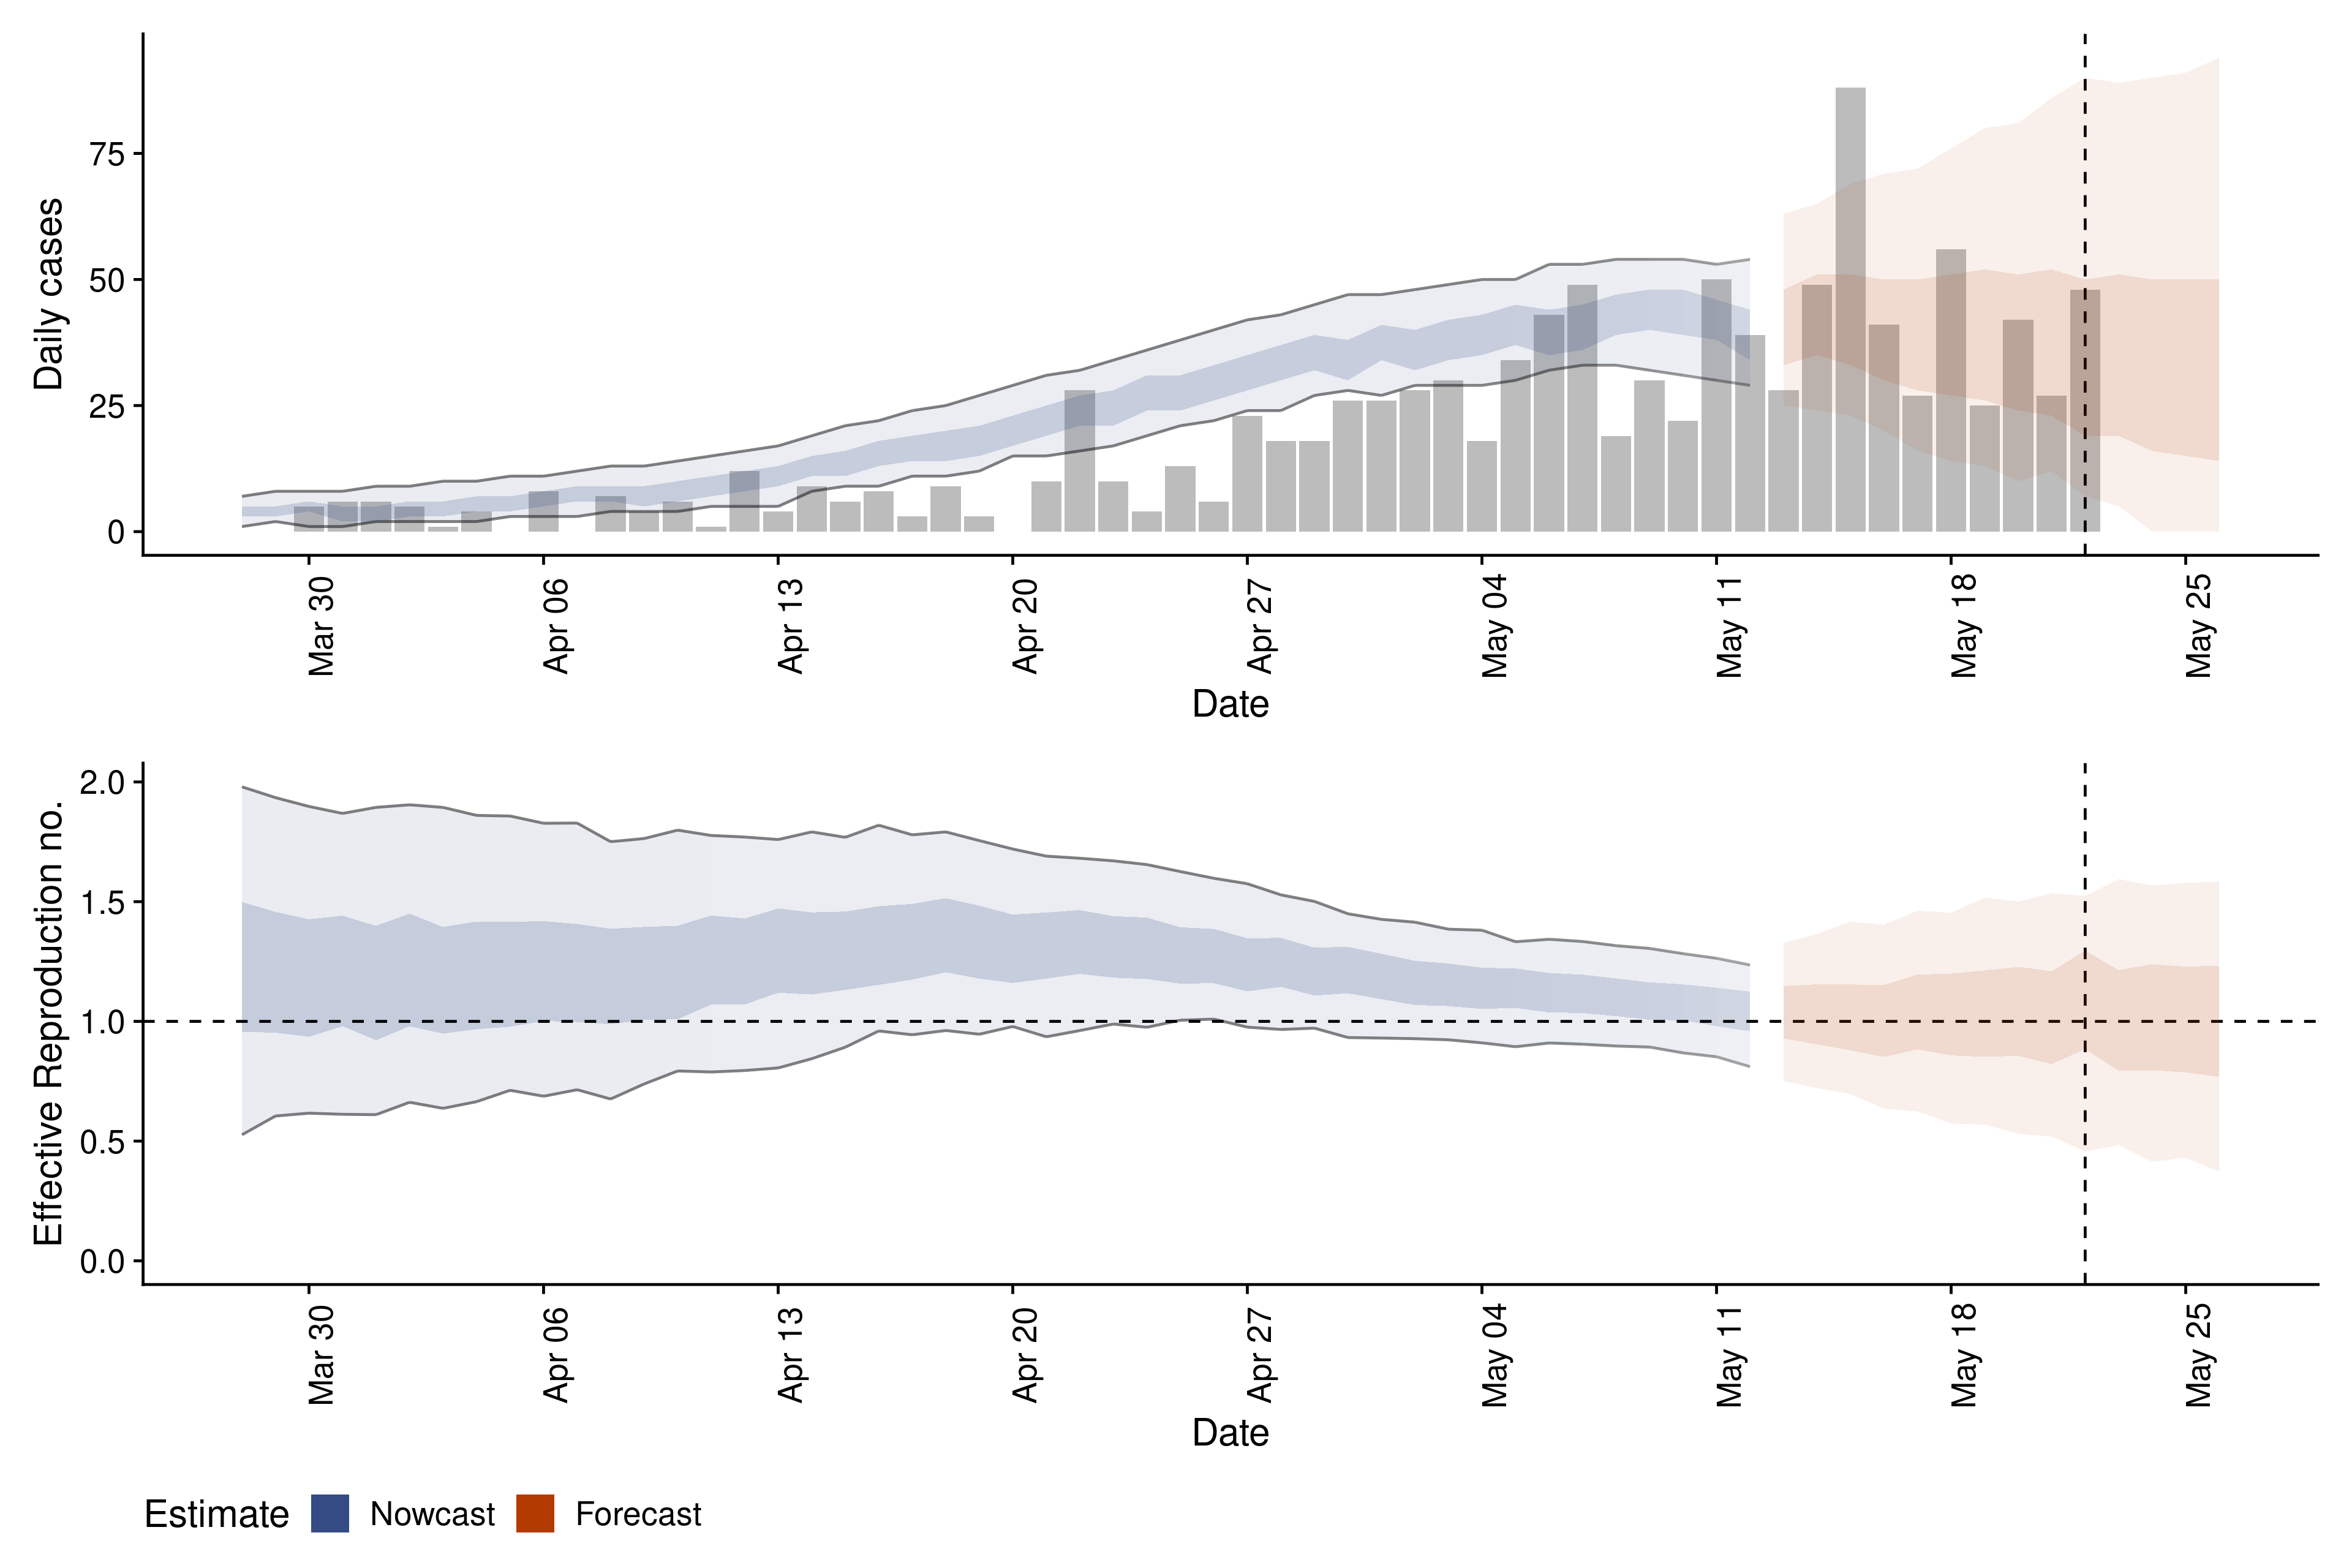 Daily cases
75
50
25
0
Mar 30
Apr 06
Apr 13
Apr 20
Apr 27
May 04
May 11
May 18
May 25
Date
Effective Reproduction no.
2.0
1.5
1.0
0.5
0.0
Mar 30
Apr 06
Apr 13
Apr 20
Apr 27
May 04
May 11
May 18
May 25
Date
Estimate Nowcast Forecast